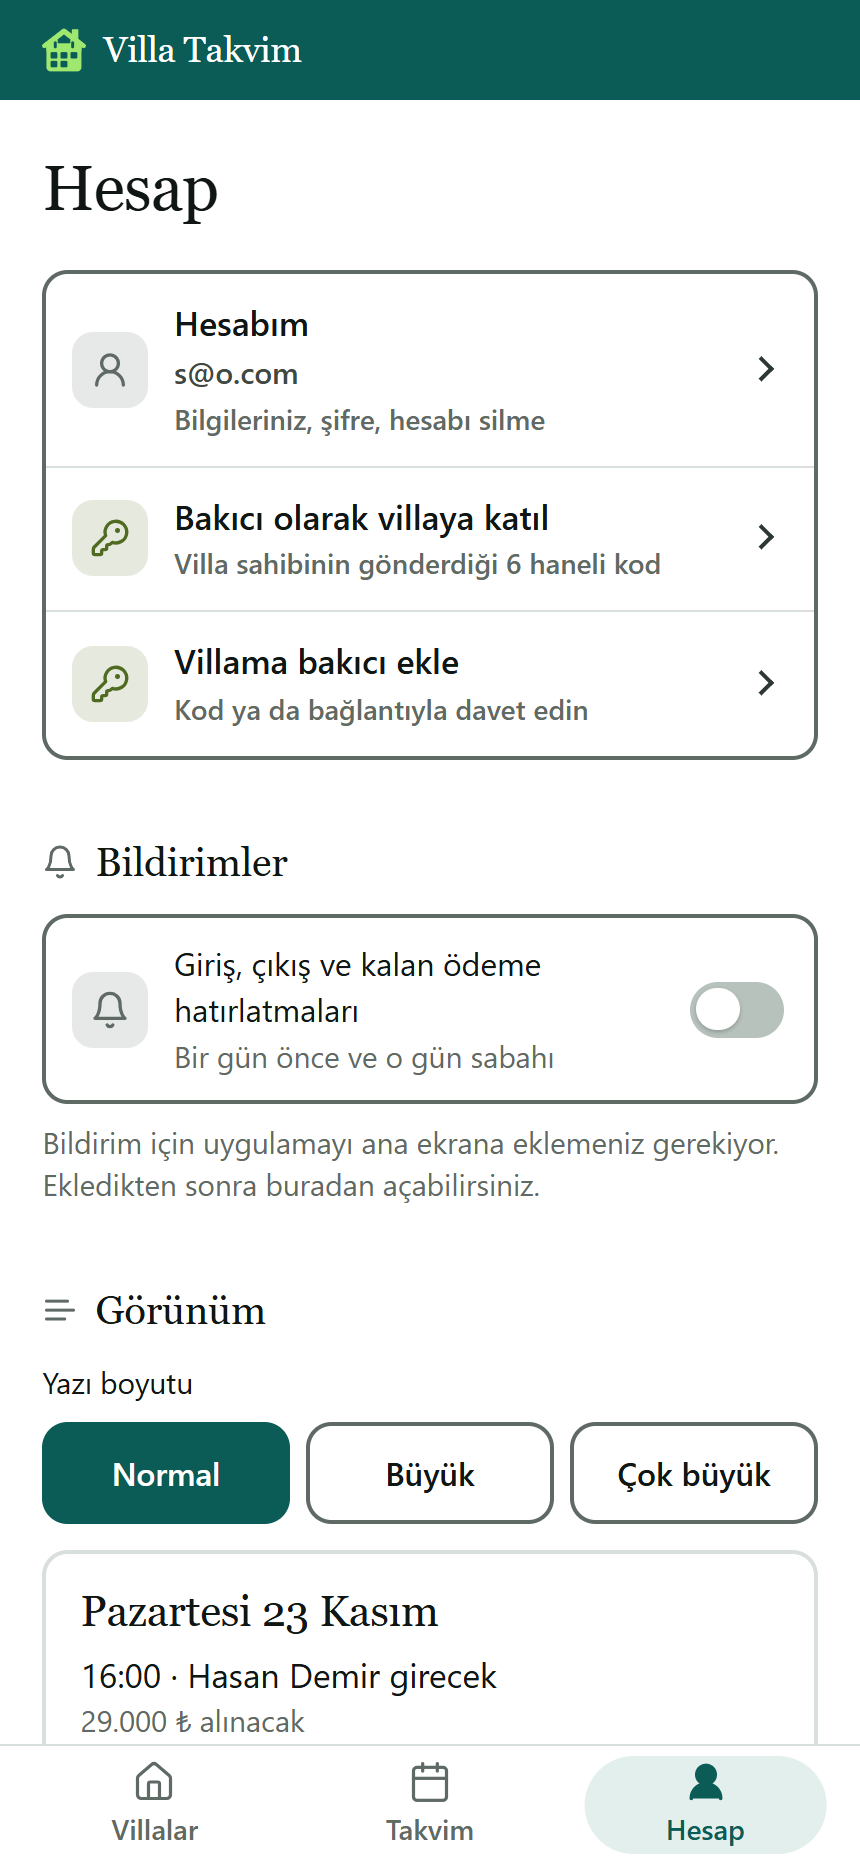 Villa Takvim
Hesap
Hesabım
s@o.com
Bilgileriniz, şifre, hesabı silme
Bakıcı olarak villaya katıl
Villa sahibinin gönderdiği 6 haneli kod
Villama bakıcı ekle
Kod ya da bağlantıyla davet edin
Bildirimler
Giriş, çıkış ve kalan ödeme
hatırlatmaları
Bir gün önce ve o gün sabahı
Bildirim için uygulamayı ana ekrana eklemeniz gerekiyor.
Ekledikten sonra buradan açabilirsiniz.
Görünüm
Yazı boyutu
Normal
Büyük
Çok büyük
Pazartesi 23 Kasım
16:00 · Hasan Demir girecek
29.000 ₺ alınacak
Villalar
Takvim
Hesap